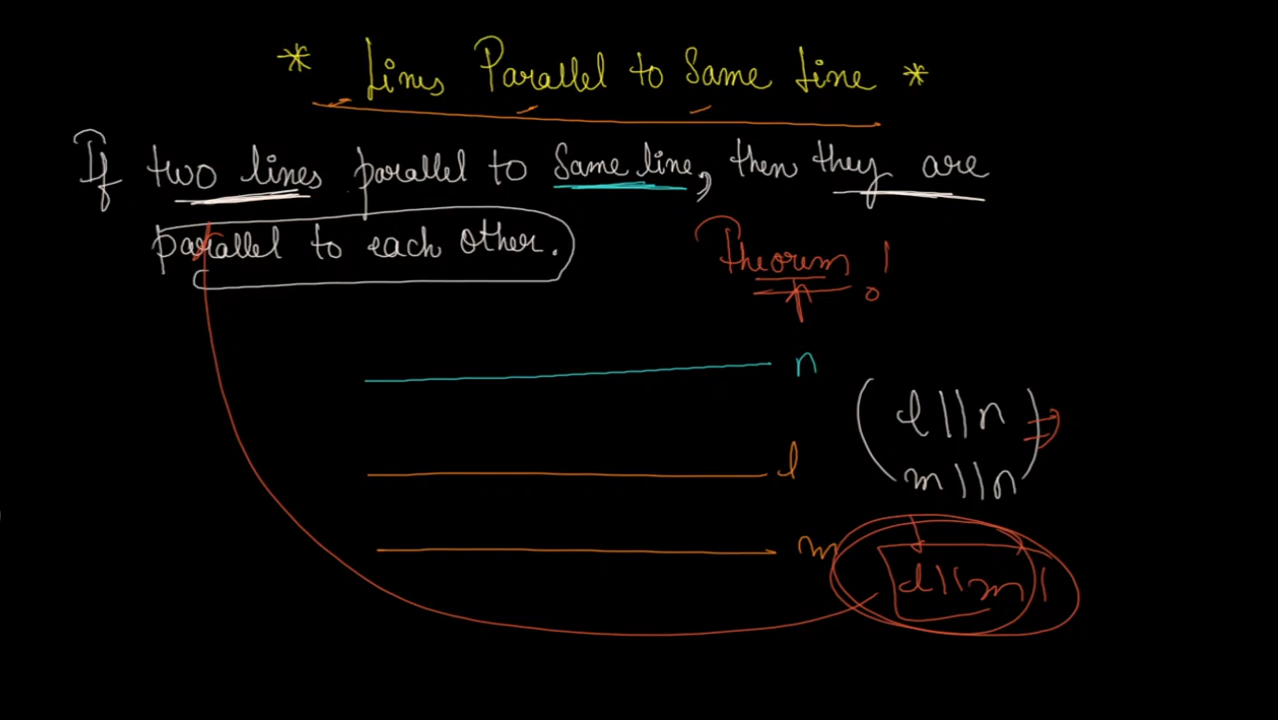 * Lines Parallel to Same Line *
If two lines parallel to Same line, then they are
parallel to each other.
Theorem!
n
l || n
l
m || n
m
l || m